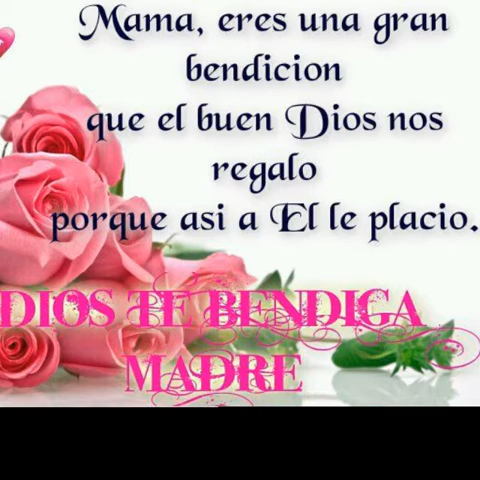 Mama, eres una gran
bendicion
que el buen Dios nos
regalo
porque asi a El le placio.
DIOS TE BENDIGA
MADRE